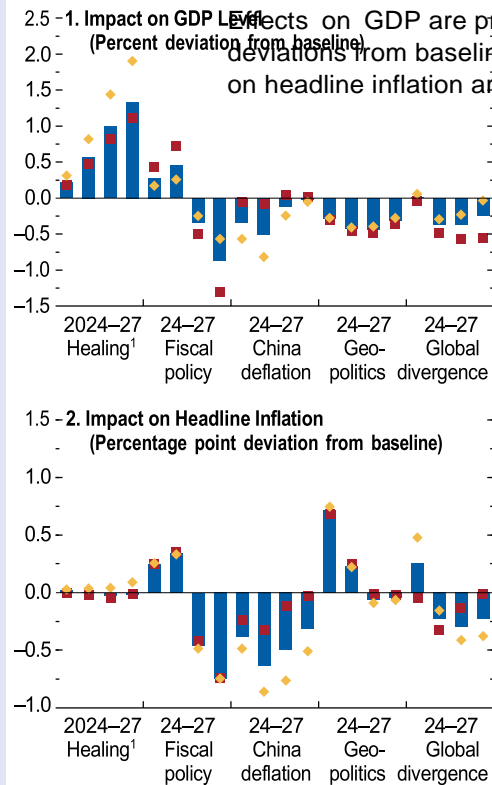 Effects on GDP are p
deviations from baselin
on headline inflation an
1. Impact on GDP Level
(Percent deviation from baseline)
2.5
2.0
1.5
1.0
0.5
0.0
–0.5
–1.0
–1.5
2024–27 24–27 24–27 24–27 24–27
Healing¹ Fiscal China Geo- Global
policy deflation politics divergence
2. Impact on Headline Inflation
(Percentage point deviation from baseline)
1.5
1.0
0.5
0.0
–0.5
–1.0
2024–27 24–27 24–27 24–27 24–27
Healing¹ Fiscal China Geo- Global
policy deflation politics divergence